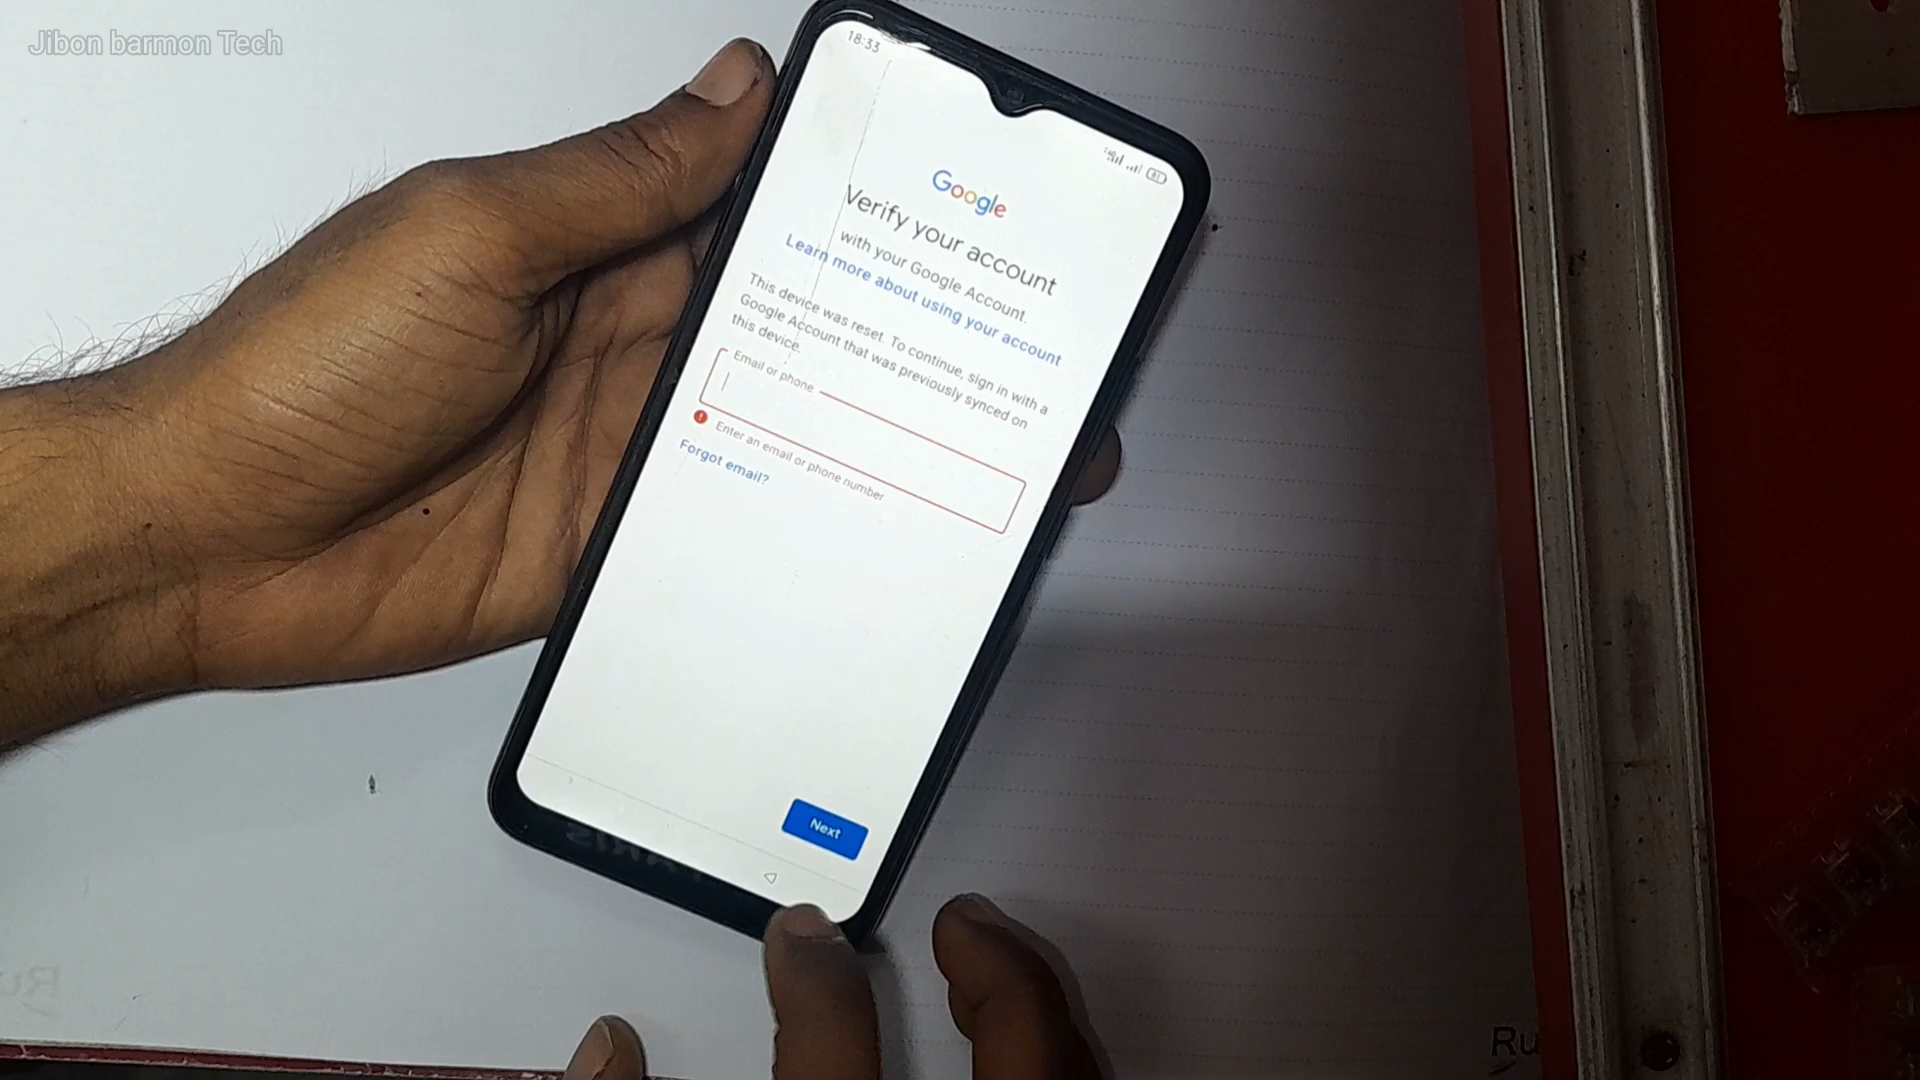 Jibon barmon Tech
18:33
81
Google
Verify your account
with your Google Account.
Learn more about using your account
This device was reset. To continue, sign in with a
Google Account that was previously synced on
this device.
Email or phone
Enter an email or phone number
Forgot email?
Next
Ru